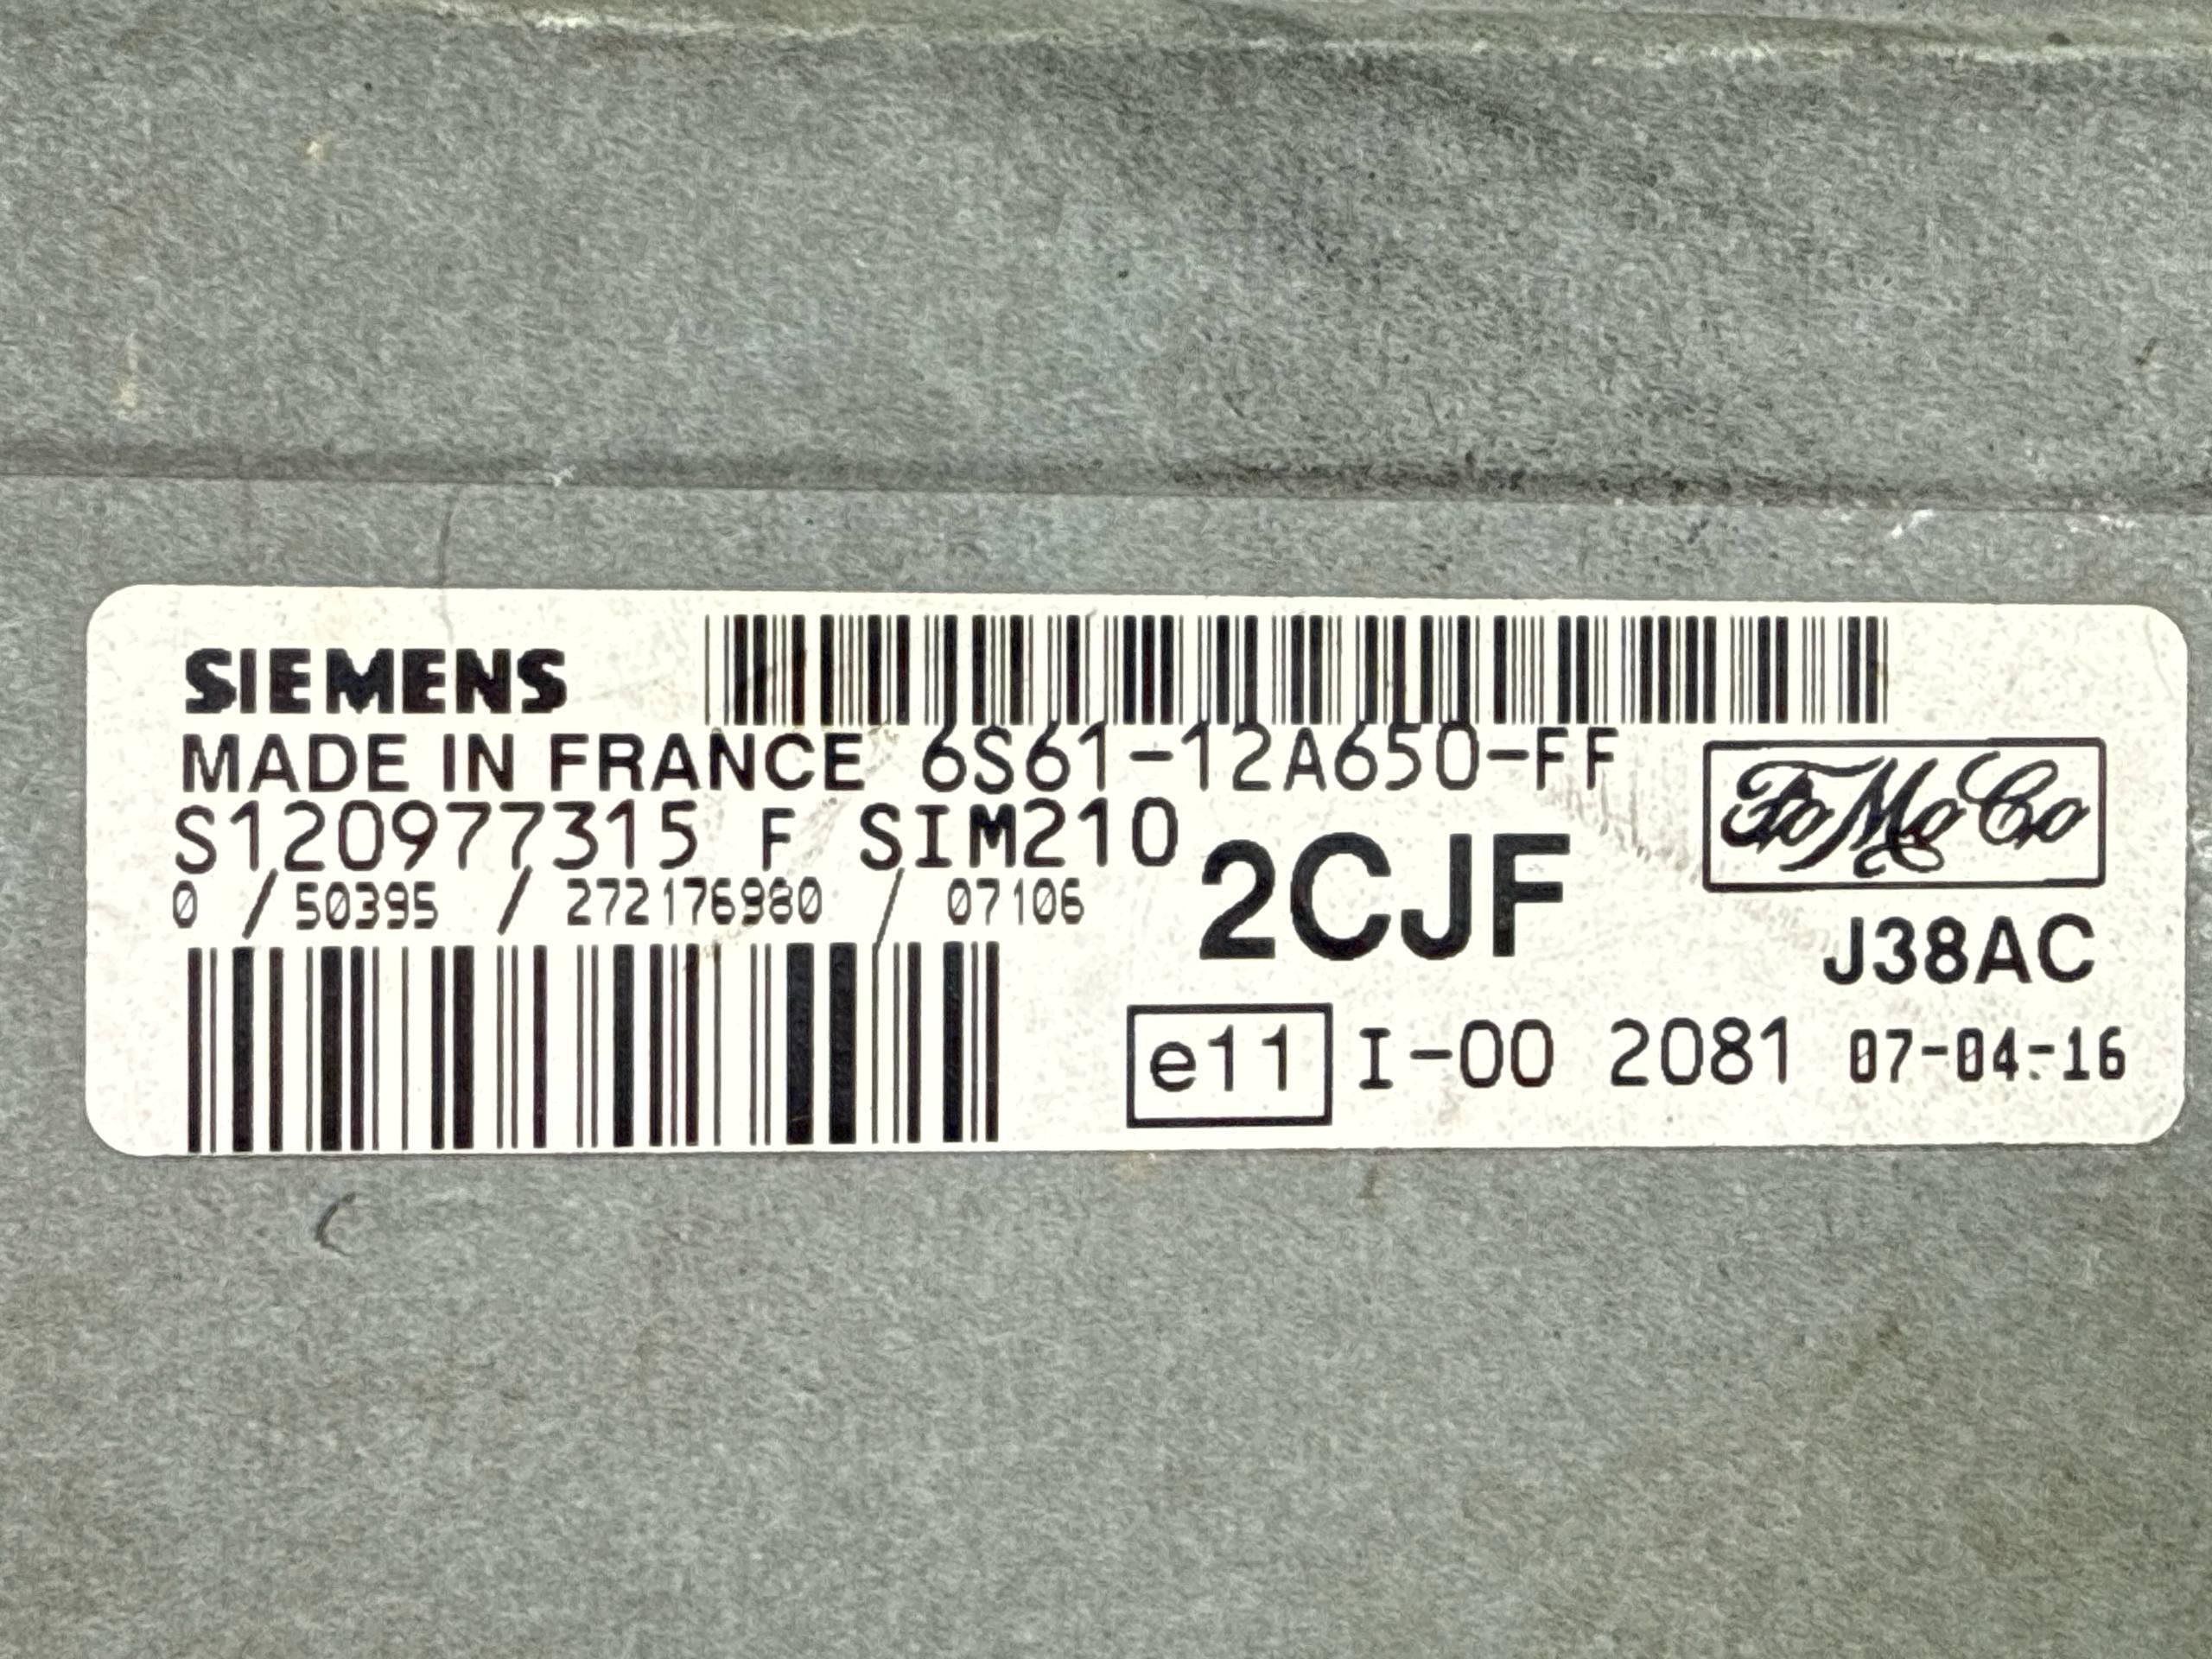 SIEMENS
MADE IN FRANCE 6S61-12A650-FF
FoMoCo
S120977315 F SIM210
2CJF
0 / 50395 / 272176980 / 07106
J38AC
e11 I-00 2081 07-04-16